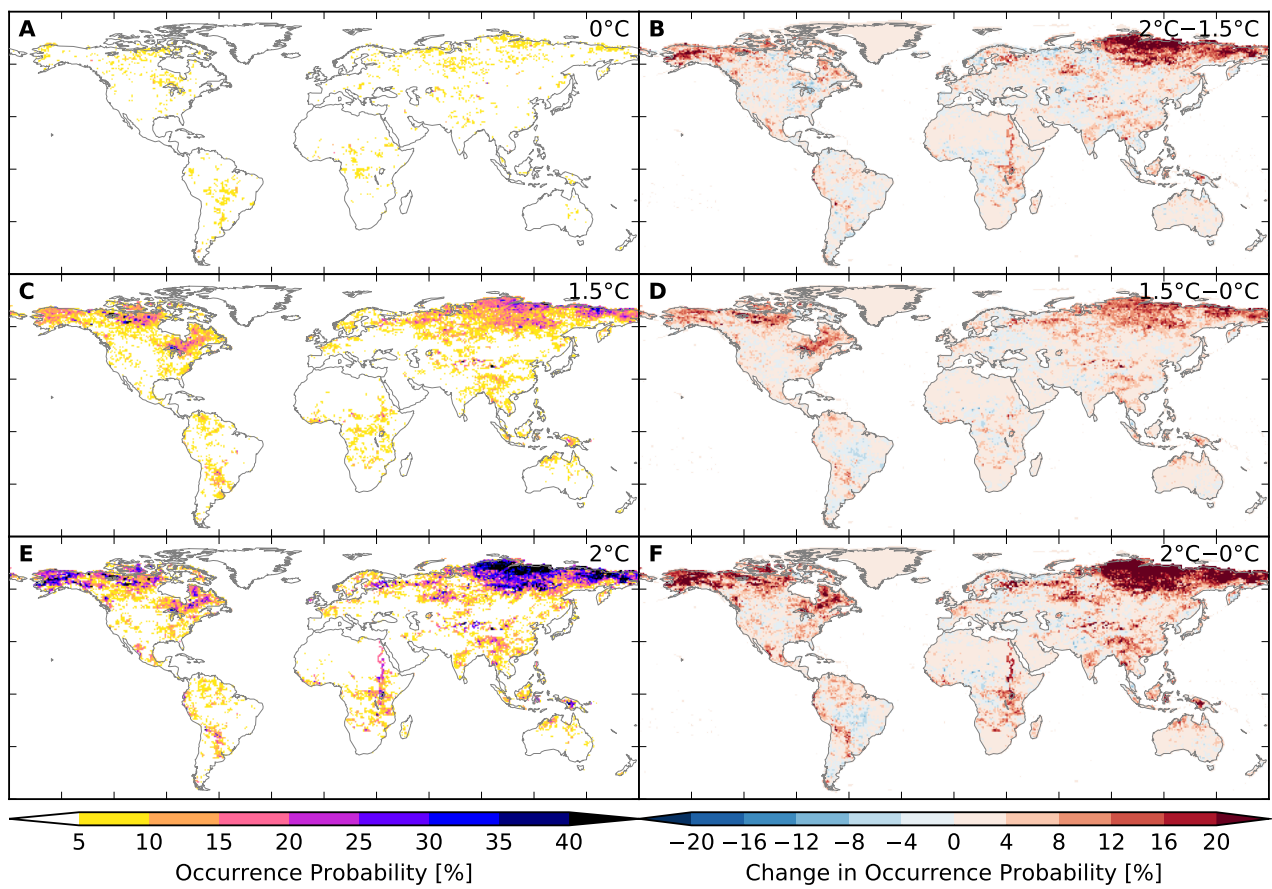 A 0°C
B 2°C−1.5°C
C 1.5°C
D 1.5°C−0°C
E 2°C
F 2°C−0°C
5 10 15 20 25 30 35 40
−20 −16 −12 −8 −4 0 4 8 12 16 20
Occurrence Probability [%]
Change in Occurrence Probability [%]